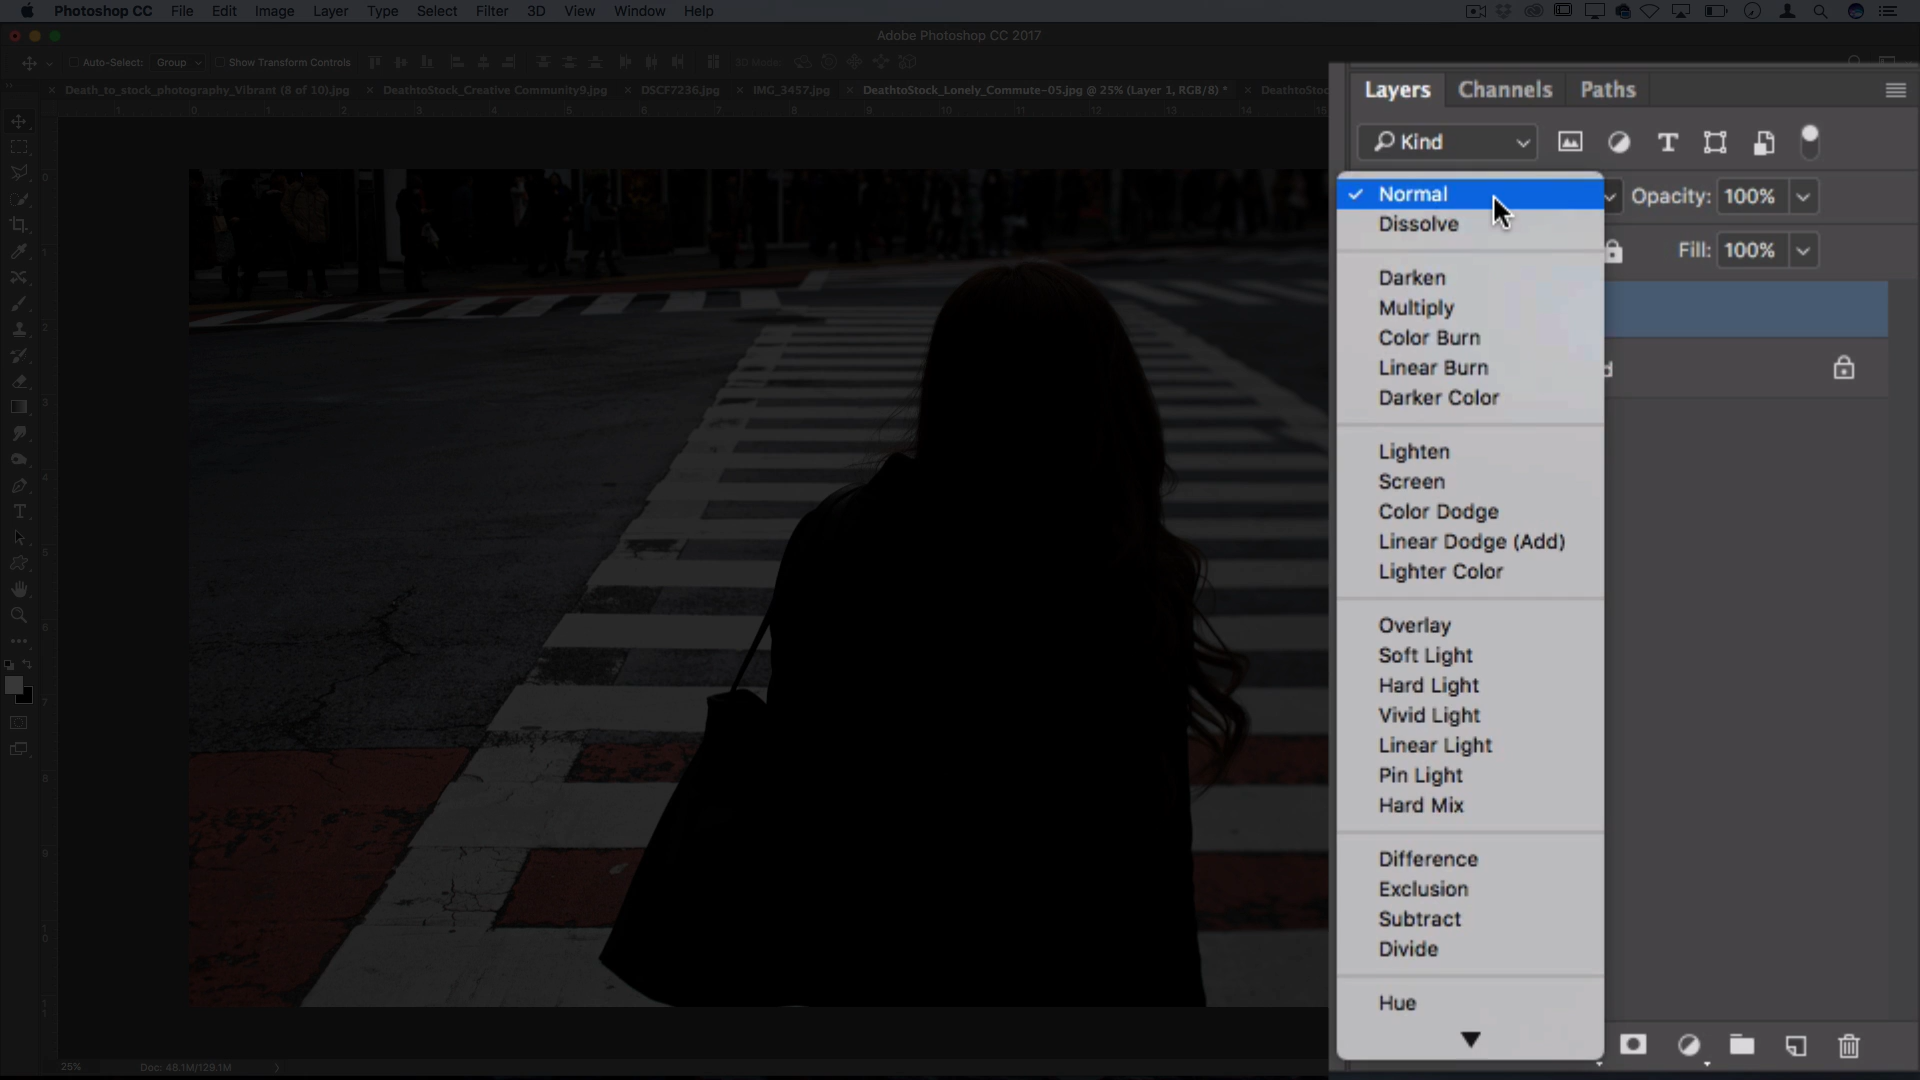 Photoshop CC File Edit Image Layer Type Select Filter 3D View Window Help
Adobe Photoshop CC 2017
Auto-Select: Group Show Transform Controls 3D Mode:
Death_to_stock_photography_Vibrant (8 of 10).jpg DeathtoStock_Creative Community9.jpg DSCF7236.jpg IMG_3457.jpg DeathtoStock_Lonely_Commute-05.jpg @ 25% (Layer 1, RGB/8) * DeathtoStoc
Layers Channels Paths
Kind
Normal
Opacity: 100%
Dissolve
Fill: 100%
Darken
Multiply
Color Burn
Linear Burn
d
Darker Color
Lighten
Screen
Color Dodge
Linear Dodge (Add)
Lighter Color
Overlay
Soft Light
Hard Light
Vivid Light
Linear Light
Pin Light
Hard Mix
Difference
Exclusion
Subtract
Divide
Hue
25% Doc: 48.1M/129.1M